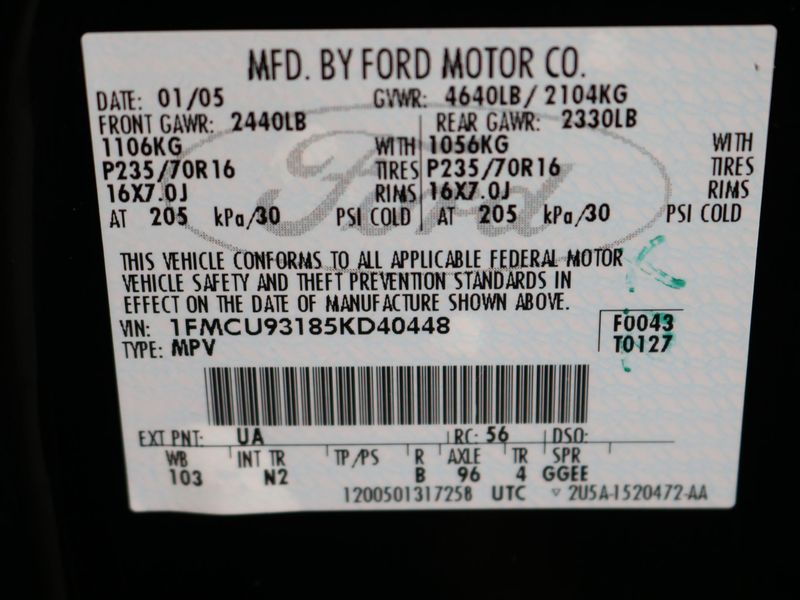 MFD. BY FORD MOTOR CO.
DATE: 01/05 GVWR: 4640LB/ 2104KG
FRONT GAWR: 2440LB REAR GAWR: 2330LB
1106KG WITH 1056KG WITH
P235/70R16 TIRES P235/70R16 TIRES
16X7.0J RIMS 16X7.0J RIMS
AT 205 kPa/30 PSI COLD AT 205 kPa/30 PSI COLD
Ford
THIS VEHICLE CONFORMS TO ALL APPLICABLE FEDERAL MOTOR
VEHICLE SAFETY AND THEFT PREVENTION STANDARDS IN
EFFECT ON THE DATE OF MANUFACTURE SHOWN ABOVE.
VIN: 1FMCU93185KD40448 F0043
TYPE: MPV T0127
EXT PNT: UA RC: 56 DSO:
WB INT TR TP/PS R AXLE TR SPR
103 N2 B 96 4 GGEE
1200501317258 UTC ▽ 2U5A-1520472-AA